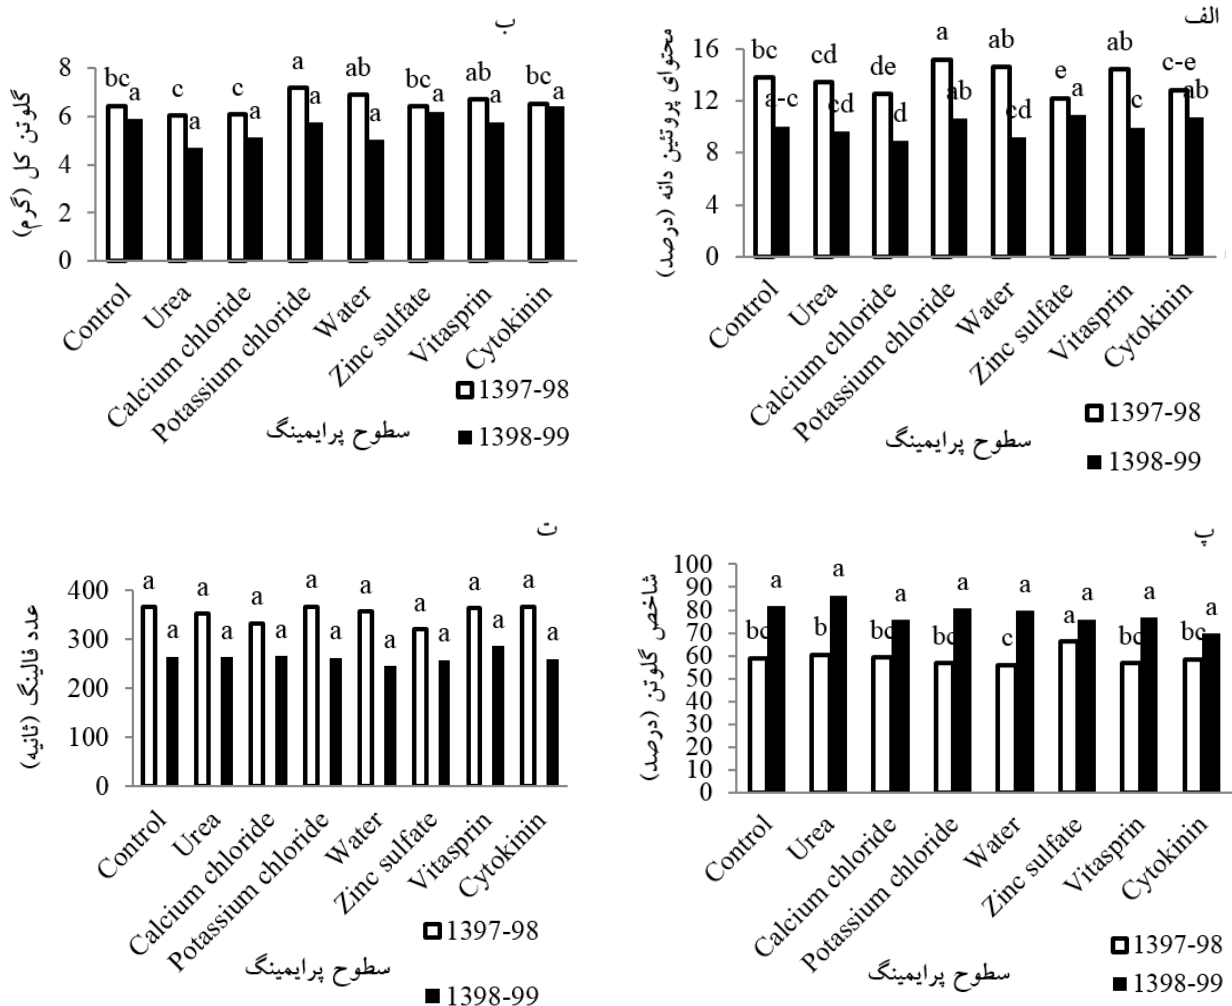 الف
محتوای پروتئین دانه (درصد)
16
12
8
4
0
bc cd de a ab e ab c-e
a-c cd d ab cd a c ab
Control
Urea
Calcium chloride
Potassium chloride
Water
Zinc sulfate
Vitasprin
Cytokinin
سطوح پرایمینگ
1397-98
1398-99
ب
گلوتن کل (گرم)
8
6
4
2
0
bc c c a ab bc ab bc
a a a a a a a a
Control
Urea
Calcium chloride
Potassium chloride
Water
Zinc sulfate
Vitasprin
Cytokinin
سطوح پرایمینگ
1397-98
1398-99
پ
شاخص گلوتن (درصد)
100
90
80
70
60
50
40
30
20
10
0
bc b bc bc c a bc bc
a a a a a a a a
Control
Urea
Calcium chloride
Potassium chloride
Water
Zinc sulfate
Vitasprin
Cytokinin
سطوح پرایمینگ
1397-98
1398-99
ت
عدد فالینگ (ثانیه)
400
300
200
100
0
a a a a a a a a
a a a a a a a a
Control
Urea
Calcium chloride
Potassium chloride
Water
Zinc sulfate
Vitasprin
Cytokinin
سطوح پرایمینگ
1397-98
1398-99